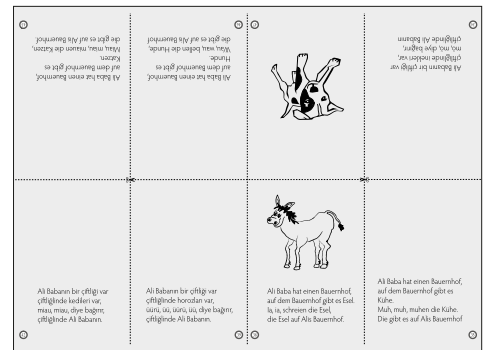 Ali Baba hat einen Bauernhof,
auf dem Bauernhof gibt es
Katzen.
Miau, miau, miauen die Katzen,
die gibt es auf Alis Bauernhof.
Ali Baba hat einen Bauernhof,
auf dem Bauernhof gibt es
Hunde.
Wau, wau, bellen die Hunde,
die gibt es auf Alis Bauernhof.
Ali Babanın bir çiftliği var
çiftliğinde inekleri var,
mö, mö, diye bağırır,
çiftliğinde Ali Babanın
Ali Babanın bir çiftliği var
çiftliğinde kedileri var,
miau, miau, diye bağırır,
çiftliğinde Ali Babanın.
Ali Babanın bir çiftliği var
çiftliğinde horozları var,
üürü, üü, üürü, üü, diye bağırır,
çiftliğinde Ali Babanın.
Ali Baba hat einen Bauernhof,
auf dem Bauernhof gibt es Esel.
Ia, ia, schreien die Esel,
die Esel auf Alis Bauernhof.
Ali Baba hat einen Bauernhof,
auf dem Bauernhof gibt es
Kühe.
Muh, muh, muhen die Kühe.
Die gibt es auf Alis Bauernhof